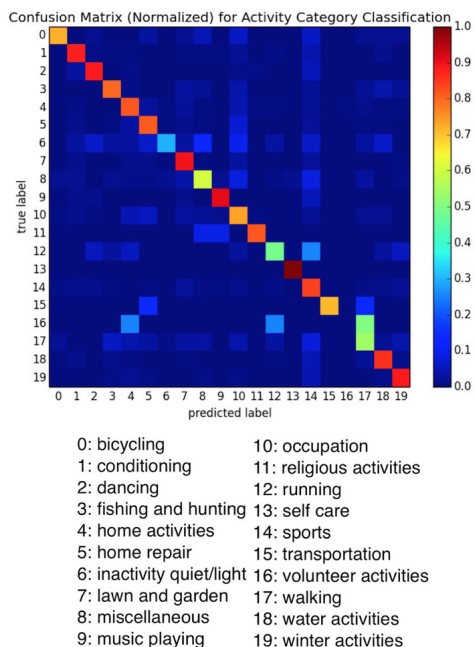 Confusion Matrix (Normalized) for Activity Category Classification
0
1
2
3
4
5
6
7
8
9
10
11
12
13
14
15
16
17
18
19
true label
0 1 2 3 4 5 6 7 8 9 10 11 12 13 14 15 16 17 18 19
predicted label
1.0
0.9
0.8
0.7
0.6
0.5
0.4
0.3
0.2
0.1
0.0
0: bicycling
1: conditioning
2: dancing
3: fishing and hunting
4: home activities
5: home repair
6: inactivity quiet/light
7: lawn and garden
8: miscellaneous
9: music playing
10: occupation
11: religious activities
12: running
13: self care
14: sports
15: transportation
16: volunteer activities
17: walking
18: water activities
19: winter activities